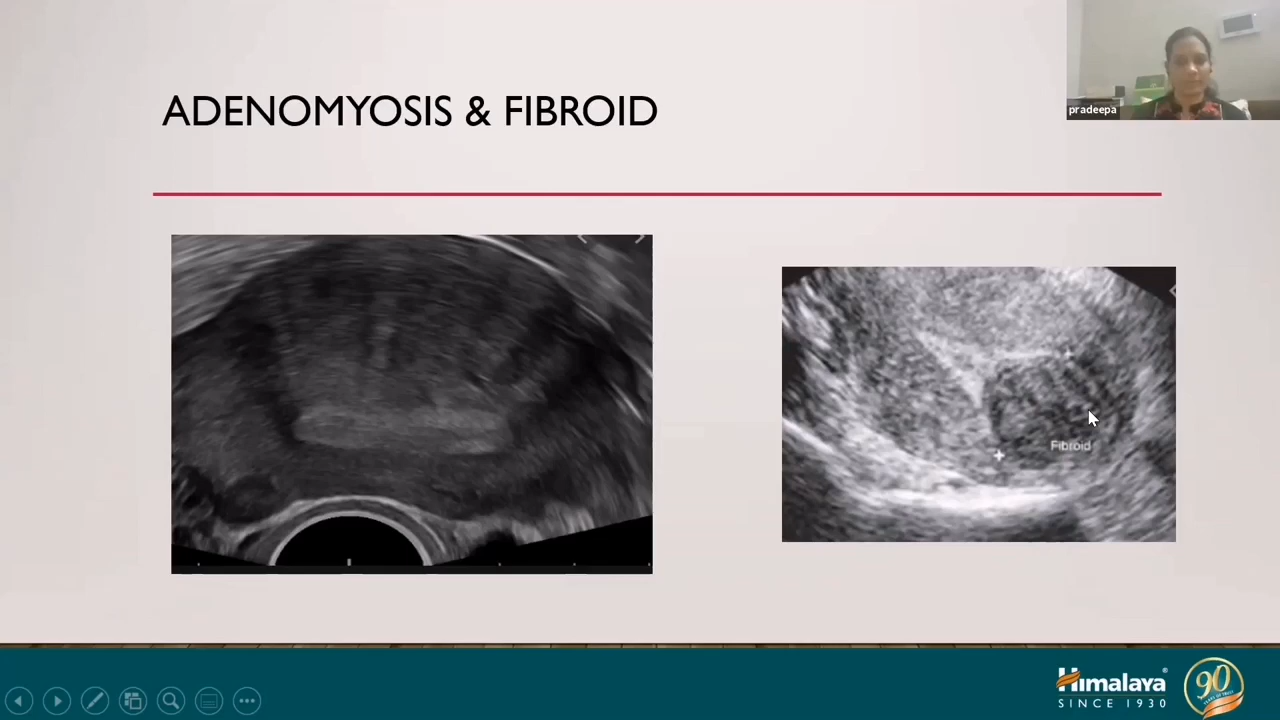 ADENOMYOSIS & FIBROID
pradeepa
Fibroid
Himalaya
SINCE 1930
90